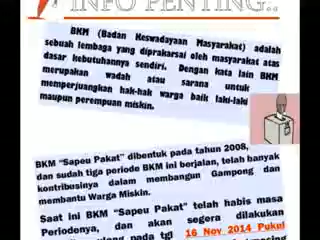 INFO PENTING..
BKM (Badan Keswadayaan Masyarakat) adalah
sebuah lembaga yang diprakarsai oleh masyarakat atas
dasar kebutuhannya sendiri. Dengan kata lain BKM
merupakan wadah atau sarana untuk
memperjuangkan hak-hak warga baik laki-laki
maupun perempuan miskin.
BKM “Sapeu Pakat” dibentuk pada tahun 2008,
dan sudah tiga periode BKM ini berjalan, telah banyak
kontribusinya dalam membangun Gampong dan
membantu Warga Miskin.
Saat ini BKM “Sapeu Pakat” telah habis masa
Periodenya, dan akan segera dilakukan
pada tgl 16 Nov 2014 Pukul